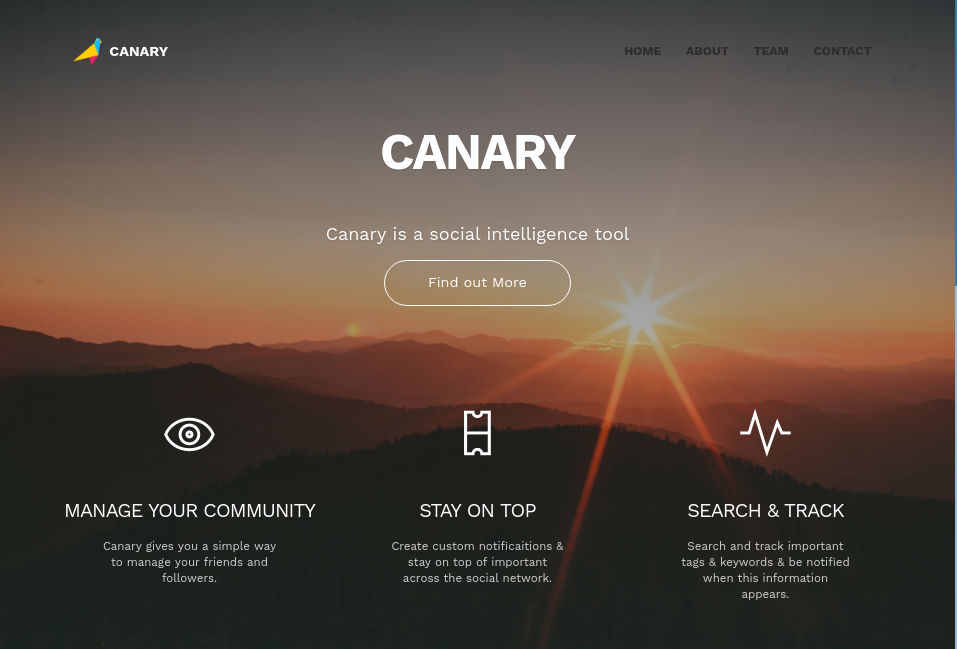 CANARY
HOME ABOUT TEAM CONTACT
CANARY
Canary is a social intelligence tool
Find out More
MANAGE YOUR COMMUNITY
Canary gives you a simple way
to manage your friends and
followers.
STAY ON TOP
Create custom notificaitions &
stay on top of important
across the social network.
SEARCH & TRACK
Search and track important
tags & keywords & be notified
when this information
appears.